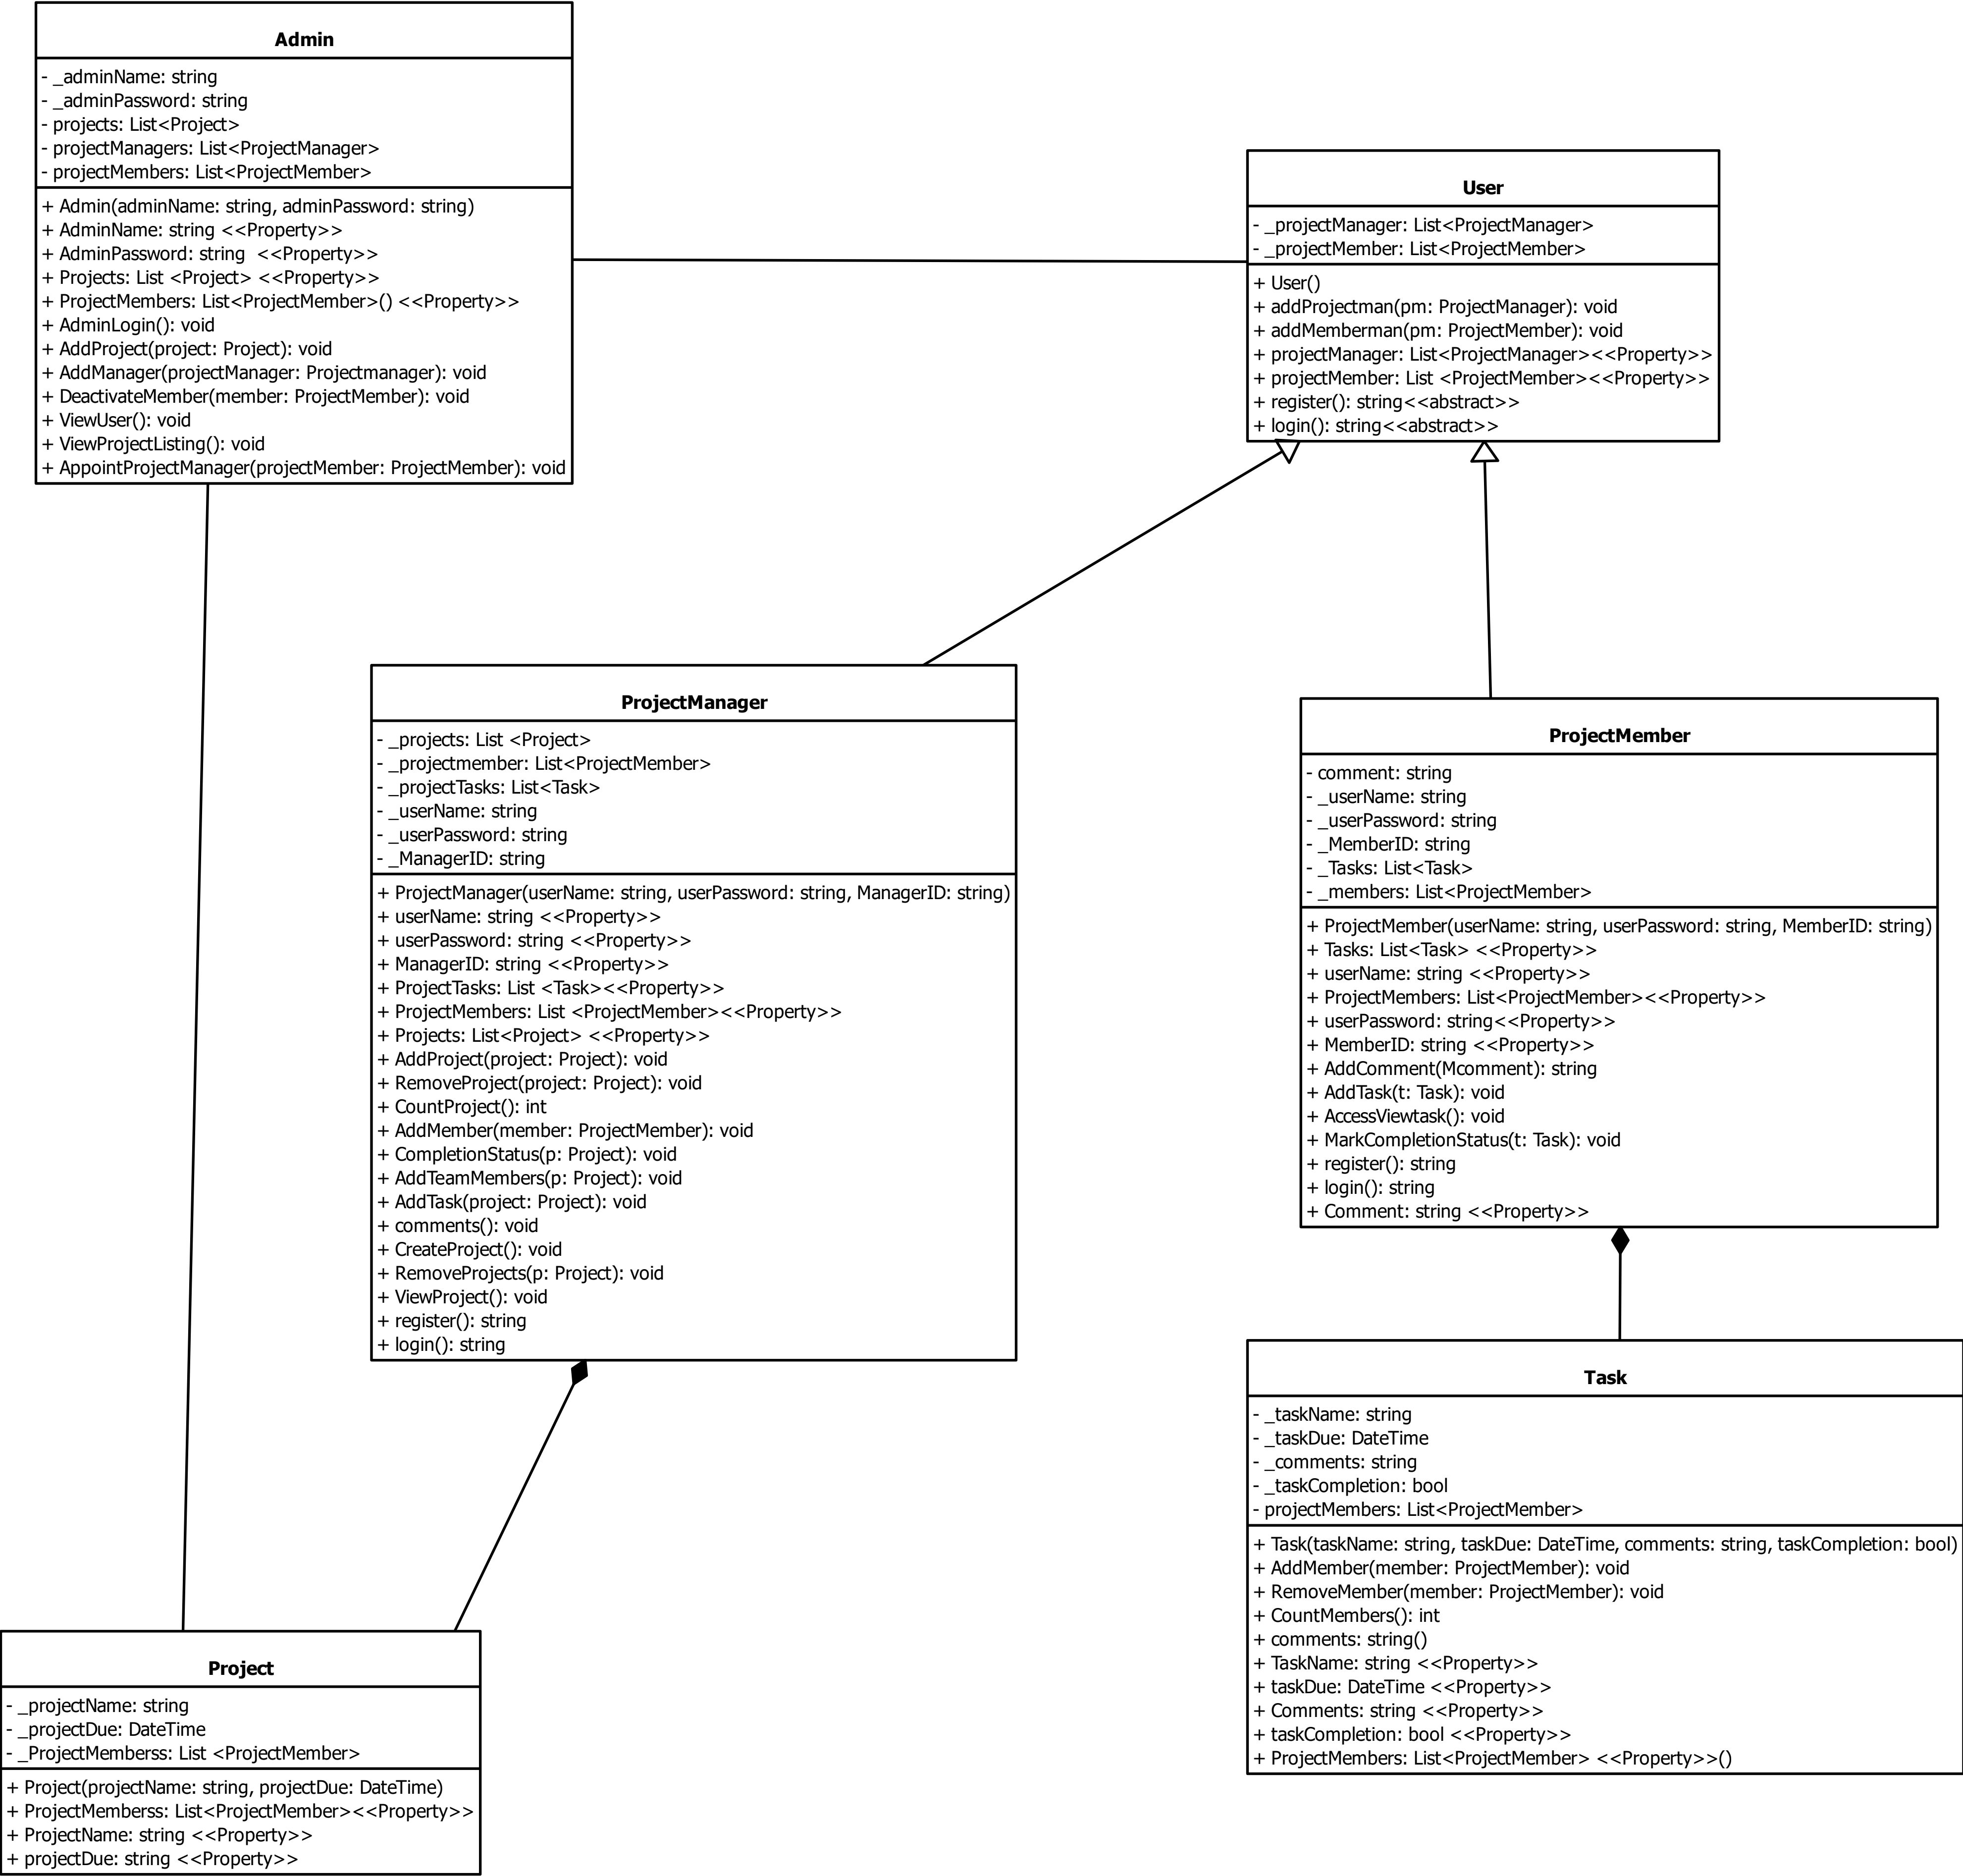 Admin
- _adminName: string
- _adminPassword: string
- projects: List<Project>
- projectManagers: List<ProjectManager>
- projectMembers: List<ProjectMember>
+ Admin(adminName: string, adminPassword: string)
+ AdminName: string <<Property>>
+ AdminPassword: string  <<Property>>
+ Projects: List <Project> <<Property>>
+ ProjectMembers: List<ProjectMember>() <<Property>>
+ AdminLogin(): void
+ AddProject(project: Project): void
+ AddManager(projectManager: Projectmanager): void
+ DeactivateMember(member: ProjectMember): void
+ ViewUser(): void
+ ViewProjectListing(): void
+ AppointProjectManager(projectMember: ProjectMember): void
User
- _projectManager: List<ProjectManager>
- _projectMember: List<ProjectMember>
+ User()
+ addProjectman(pm: ProjectManager): void
+ addMemberman(pm: ProjectMember): void
+ projectManager: List<ProjectManager><<Property>>
+ projectMember: List <ProjectMember><<Property>>
+ register(): string<<abstract>>
+ login(): string<<abstract>>
ProjectManager
- _projects: List <Project>
- _projectmember: List<ProjectMember>
- _projectTasks: List<Task>
- _userName: string
- _userPassword: string
- _ManagerID: string
+ ProjectManager(userName: string, userPassword: string, ManagerID: string)
+ userName: string <<Property>>
+ userPassword: string <<Property>>
+ ManagerID: string <<Property>>
+ ProjectTasks: List <Task><<Property>>
+ ProjectMembers: List <ProjectMember><<Property>>
+ Projects: List<Project> <<Property>>
+ AddProject(project: Project): void
+ RemoveProject(project: Project): void
+ CountProject(): int
+ AddMember(member: ProjectMember): void
+ CompletionStatus(p: Project): void
+ AddTeamMembers(p: Project): void
+ AddTask(project: Project): void
+ comments(): void
+ CreateProject(): void
+ RemoveProjects(p: Project): void
+ ViewProject(): void
+ register(): string
+ login(): string
ProjectMember
- comment: string
- _userName: string
- _userPassword: string
- _MemberID: string
- _Tasks: List<Task>
- _members: List<ProjectMember>
+ ProjectMember(userName: string, userPassword: string, MemberID: string)
+ Tasks: List<Task> <<Property>>
+ userName: string <<Property>>
+ ProjectMembers: List<ProjectMember><<Property>>
+ userPassword: string<<Property>>
+ MemberID: string <<Property>>
+ AddComment(Mcomment): string
+ AddTask(t: Task): void
+ AccessViewtask(): void
+ MarkCompletionStatus(t: Task): void
+ register(): string
+ login(): string
+ Comment: string <<Property>>
Task
- _taskName: string
- _taskDue: DateTime
- _comments: string
- _taskCompletion: bool
- projectMembers: List<ProjectMember>
+ Task(taskName: string, taskDue: DateTime, comments: string, taskCompletion: bool)
+ AddMember(member: ProjectMember): void
+ RemoveMember(member: ProjectMember): void
+ CountMembers(): int
+ comments: string()
+ TaskName: string <<Property>>
+ taskDue: DateTime <<Property>>
+ Comments: string <<Property>>
+ taskCompletion: bool <<Property>>
+ ProjectMembers: List<ProjectMember> <<Property>>()
Project
- _projectName: string
- _projectDue: DateTime
- _ProjectMemberss: List <ProjectMember>
+ Project(projectName: string, projectDue: DateTime)
+ ProjectMemberss: List<ProjectMember><<Property>>
+ ProjectName: string <<Property>>
+ projectDue: string <<Property>>